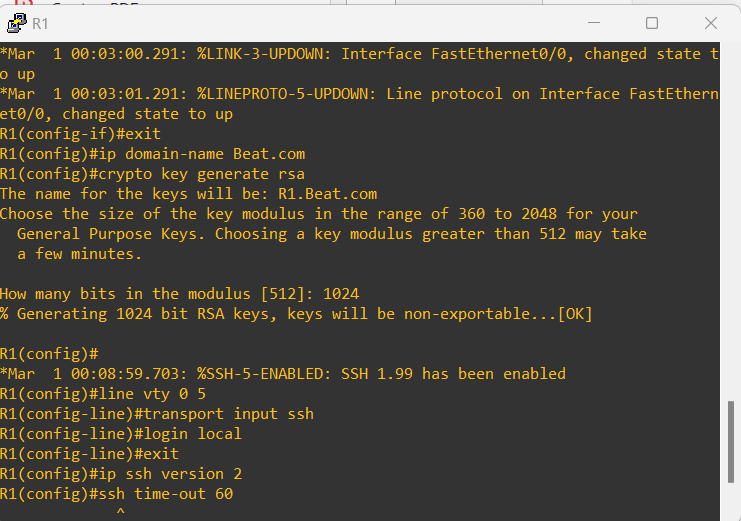 R1
*Mar  1 00:03:00.291: %LINK-3-UPDOWN: Interface FastEthernet0/0, changed state t
o up
*Mar  1 00:03:01.291: %LINEPROTO-5-UPDOWN: Line protocol on Interface FastEthern
et0/0, changed state to up
R1(config-if)#exit
R1(config)#ip domain-name Beat.com
R1(config)#crypto key generate rsa
The name for the keys will be: R1.Beat.com
Choose the size of the key modulus in the range of 360 to 2048 for your
  General Purpose Keys. Choosing a key modulus greater than 512 may take
  a few minutes.

How many bits in the modulus [512]: 1024
% Generating 1024 bit RSA keys, keys will be non-exportable...[OK]

R1(config)#
*Mar  1 00:08:59.703: %SSH-5-ENABLED: SSH 1.99 has been enabled
R1(config)#line vty 0 5
R1(config-line)#transport input ssh
R1(config-line)#login local
R1(config-line)#exit
R1(config)#ip ssh version 2
R1(config)#ssh time-out 60
             ^